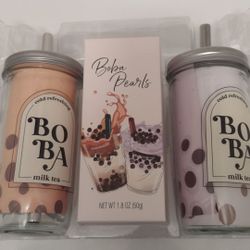 cold refreshing
BO
BA
milk tea
Boba
Pearls
NET WT 1.8 OZ (50g)
cold refreshing
BO
BA
milk tea